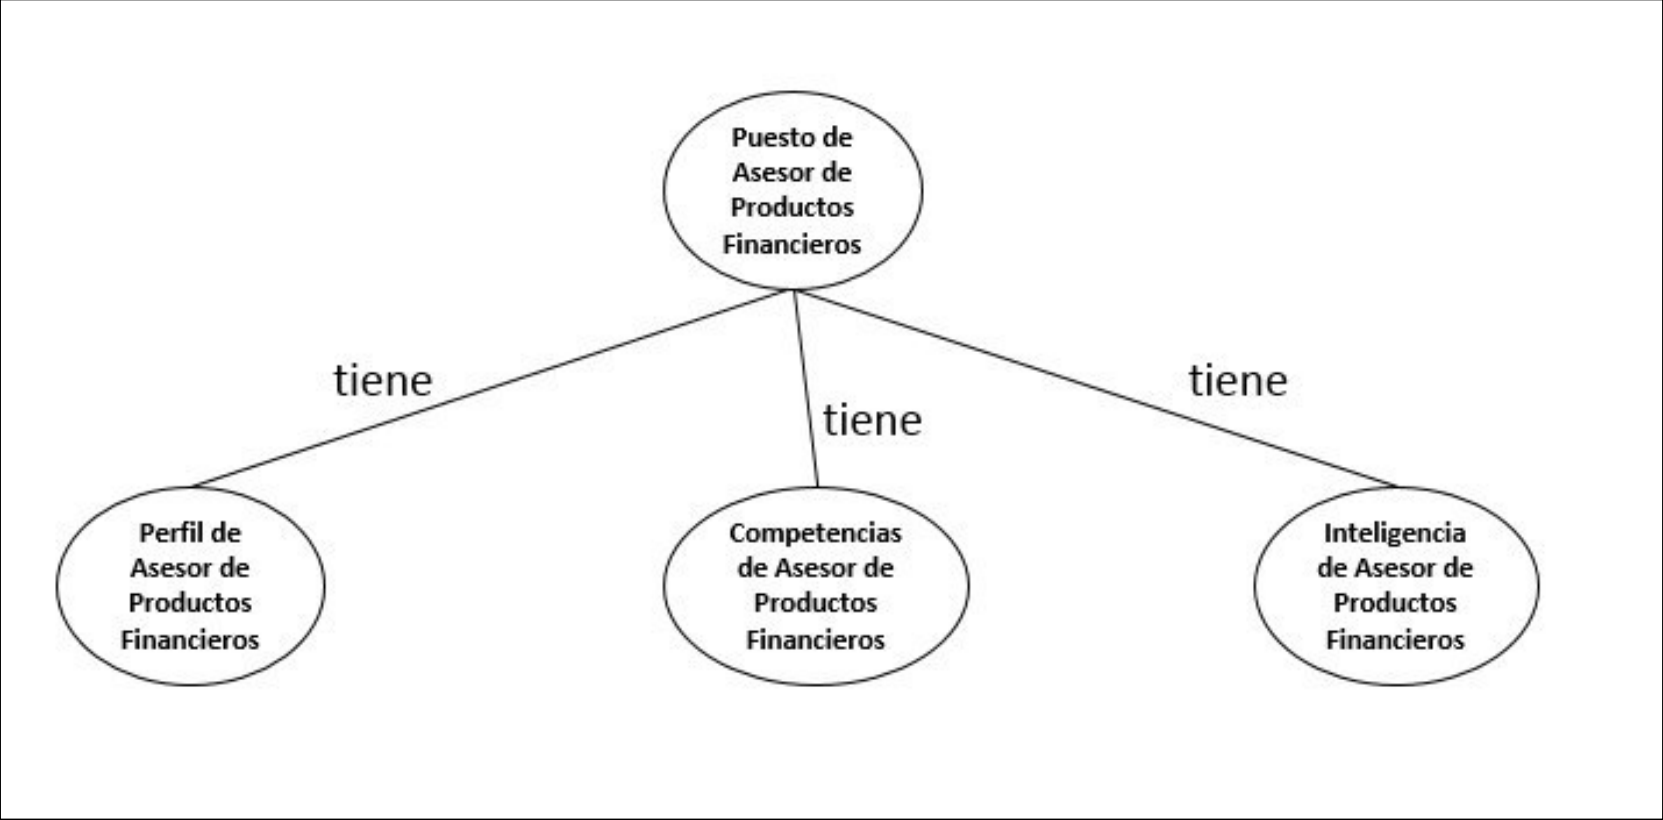 Puesto de
Asesor de
Productos
Financieros
tiene
tiene
tiene
Perfil de
Asesor de
Productos
Financieros
Competencias
de Asesor de
Productos
Financieros
Inteligencia
de Asesor de
Productos
Financieros